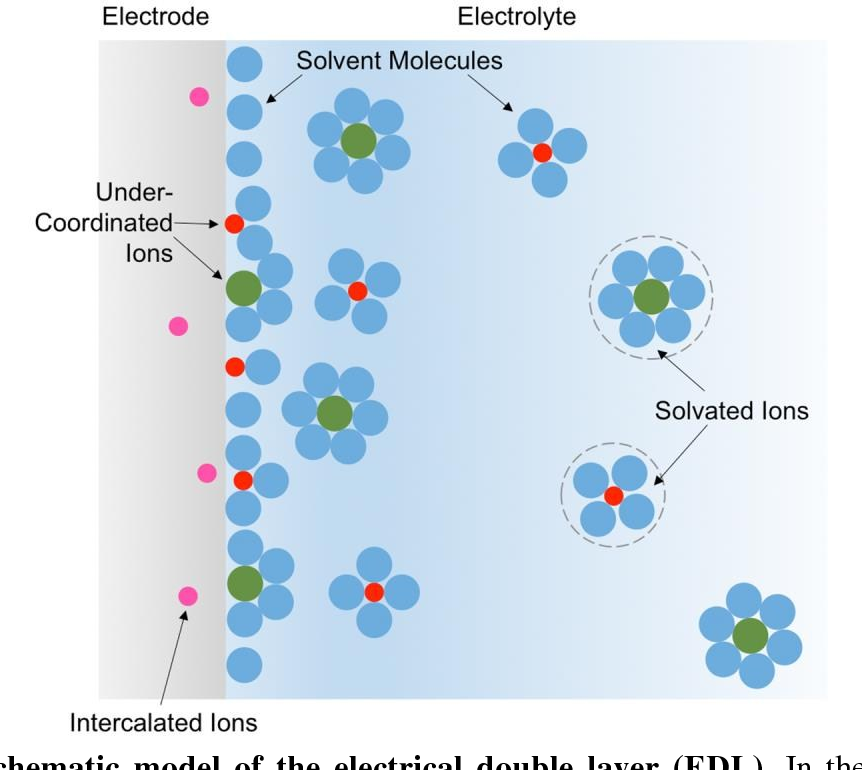 Electrode
Electrolyte
Solvent Molecules
Under-
Coordinated
Ions
Solvated Ions
Intercalated Ions
chematic model of the electrical double layer (EDL). In the